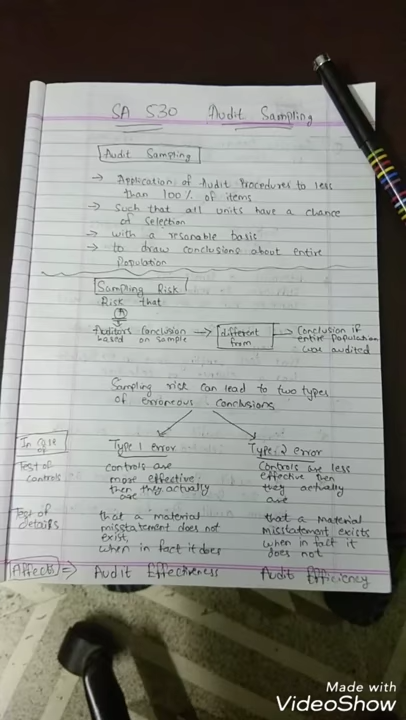 SA 530 Audit Sampling
Audit Sampling
→ Application of Audit Procedures to less
than 100% of items
→ Such that all units have a chance
of selection
→ with a resonable basis
→ to draw conclusions about entire
Population
Sampling Risk
Risk that
Auditors conclusion → different → Conclusion if
based on sample from entire population
was audited
Sampling risk can lead to two types
of erroneous conclusions
In case
Type 1 error Type: 2 error
Test of controls are Controls are less
controls more effective effective then
then they actually they actually
are are
Test of that a material that a material
details misstatement does not misstatement exists
exist, when in fact it
when in fact it does does not
Affects ⇒ Audit Effectiveness Audit Efficiency
Made with
VideoShow